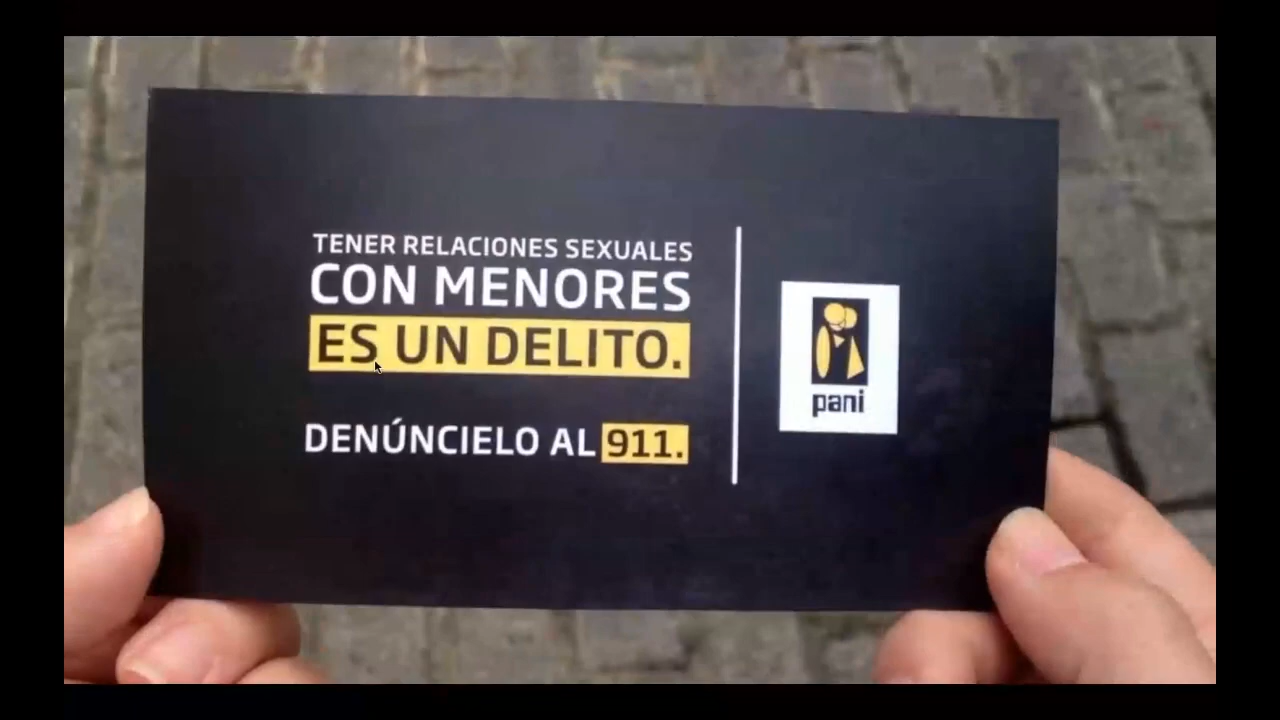 TENER RELACIONES SEXUALES
CON MENORES
ES UN DELITO.
DENÚNCIELO AL 911.
pani